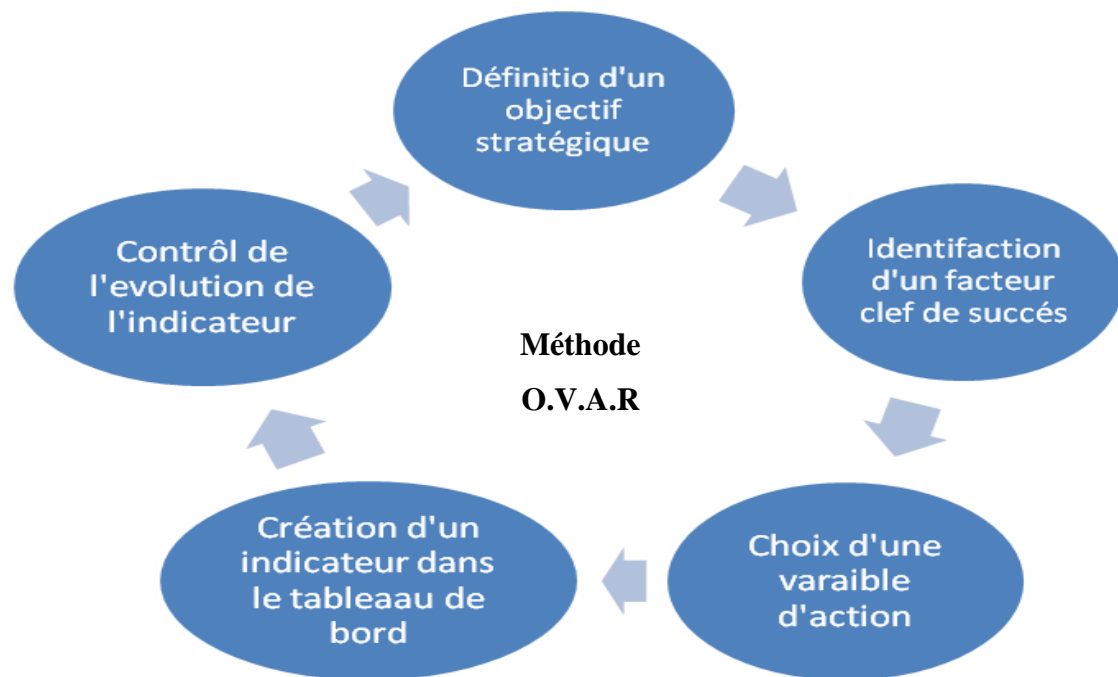 Définitio d'un
objectif
stratégique
Identifaction
d'un facteur
clef de succés
Choix d'une
varaible
d'action
Création d'un
indicateur dans
le tableaau de
bord
Contrôl de
l'evolution de
l'indicateur
Méthode
O.V.A.R